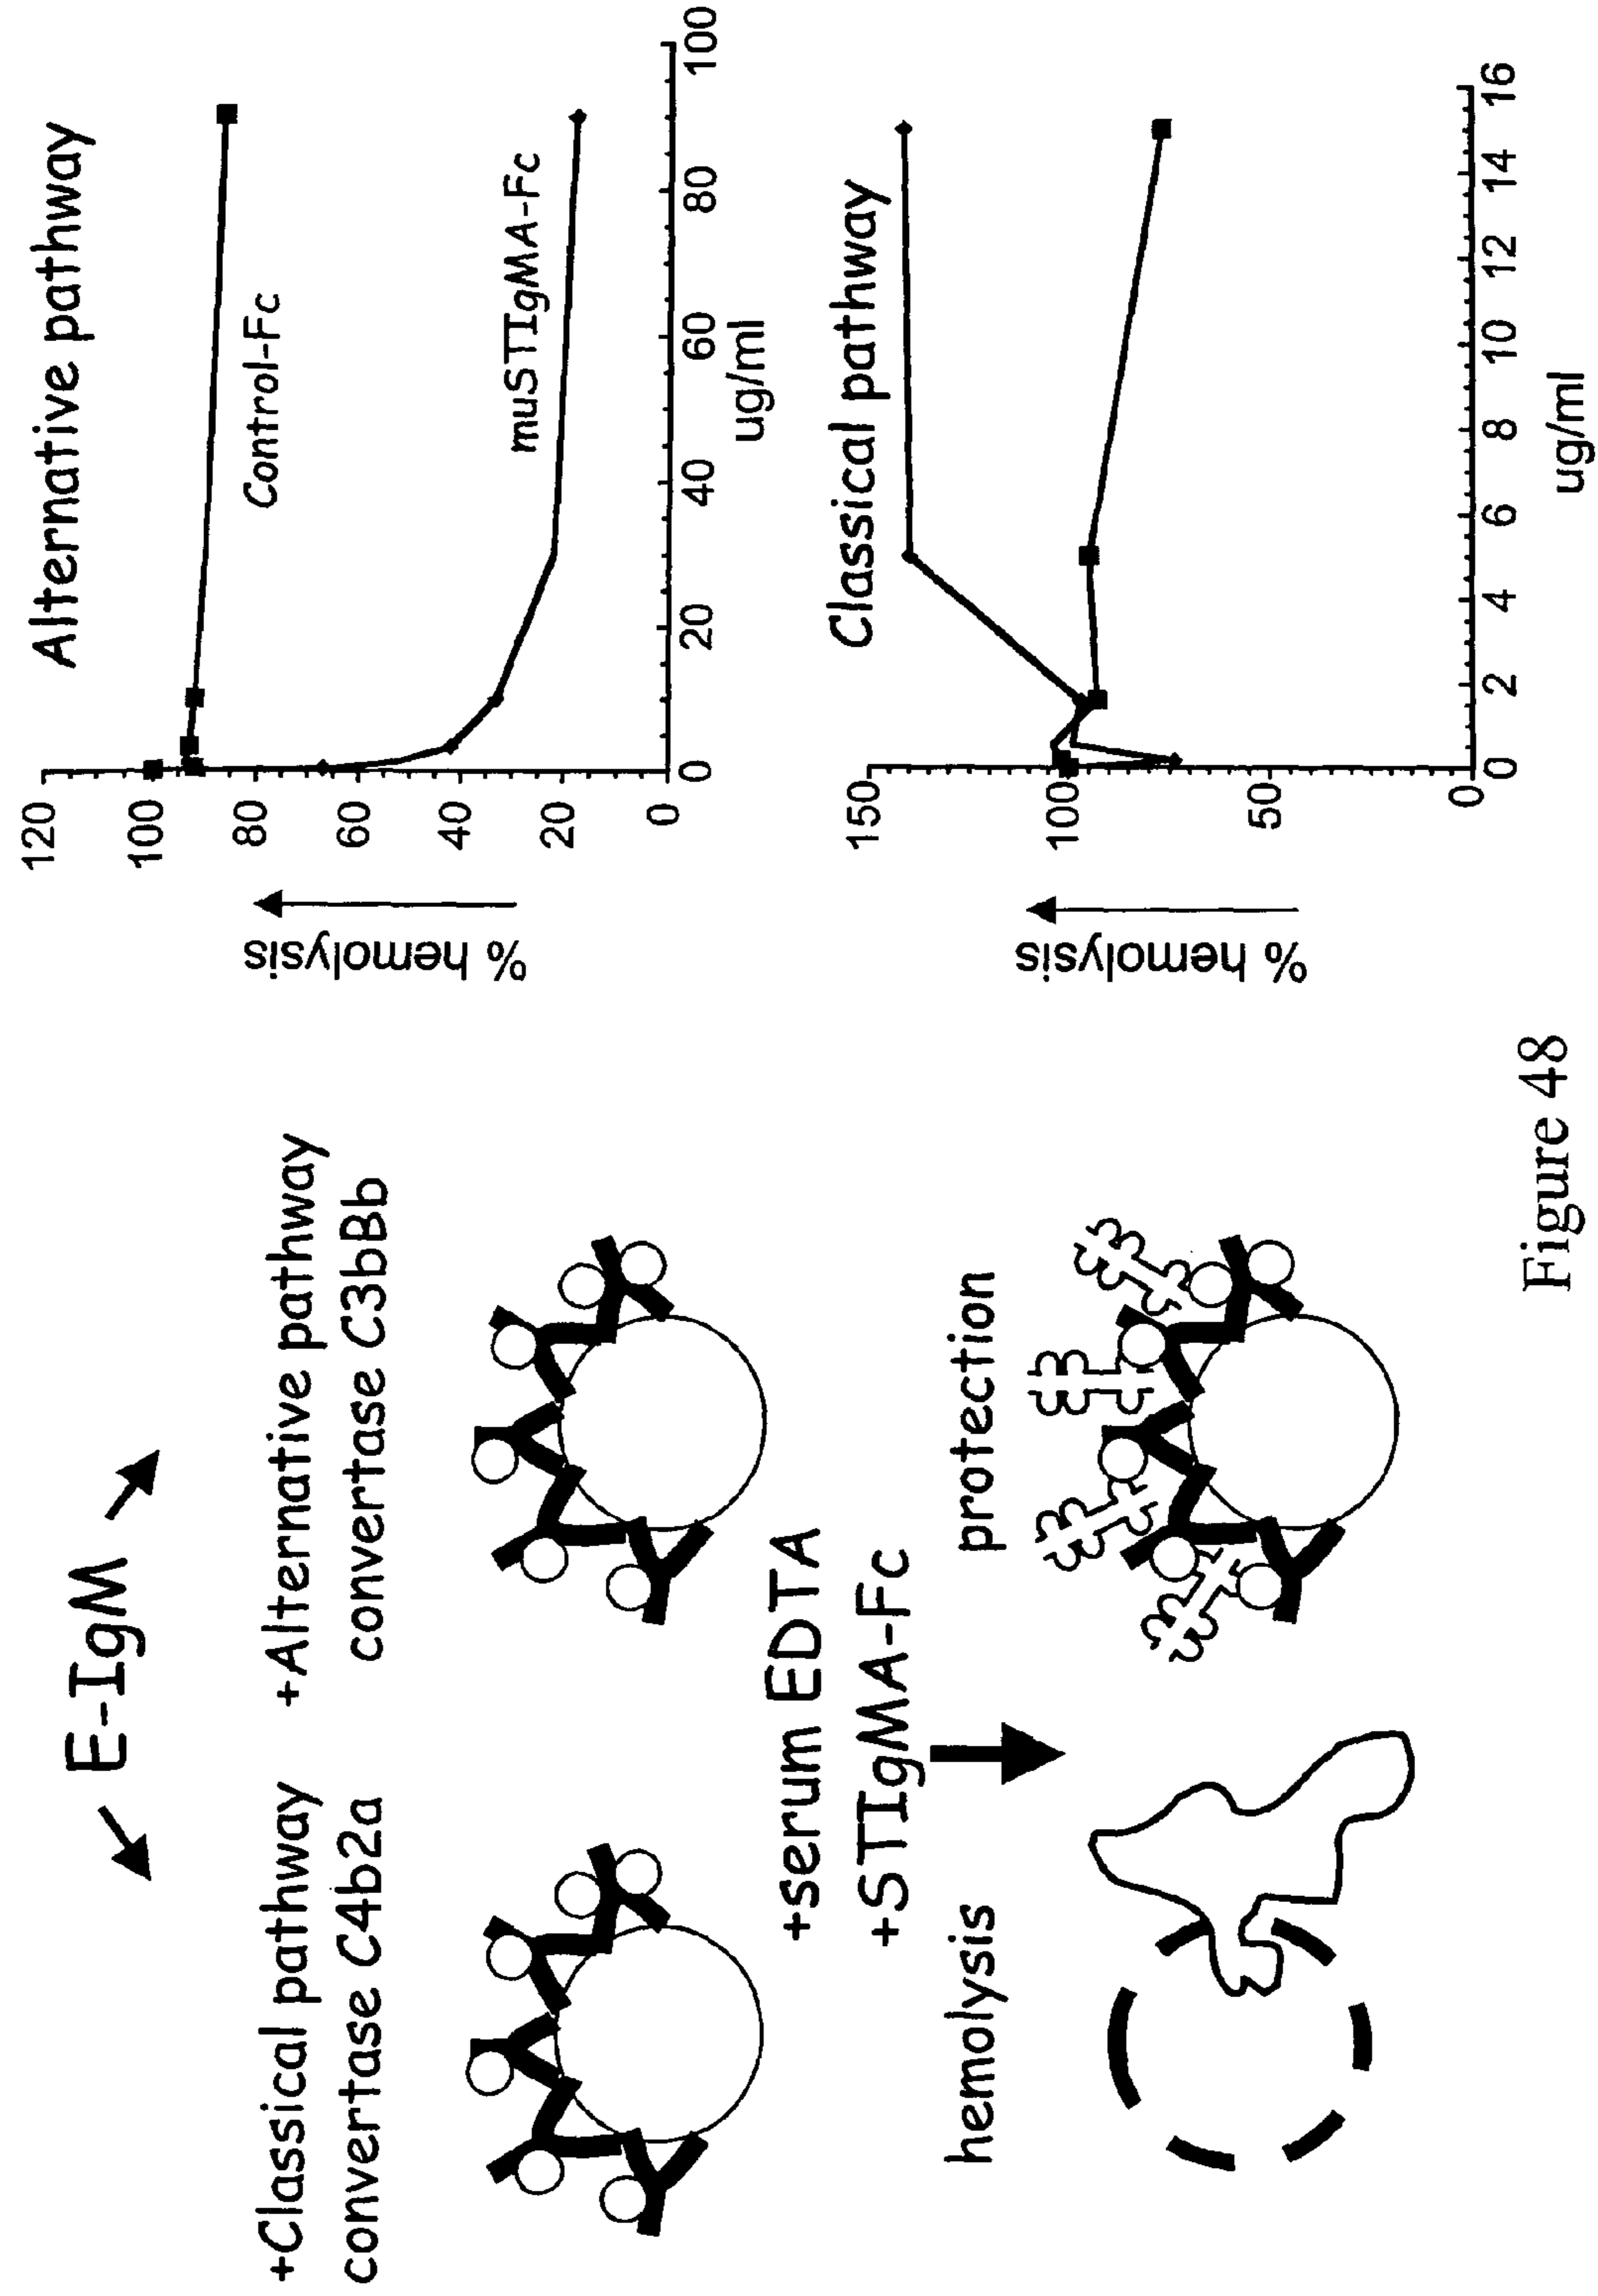 E-IgM
+Classical pathway
convertase C4b2a
+Alternative pathway
convertase C3bBb
+serum EDTA
+STIgMA-Fc
hemolysis
protection
Alternative pathway
% hemolysis
120
100
80
60
40
20
0
Control-Fc
muSTIgMA-Fc
0
20
40
60
80
100
ug/ml
Classical pathway
% hemolysis
150
100
50
0
0
2
4
6
8
10
12
14
16
ug/ml
Figure 48